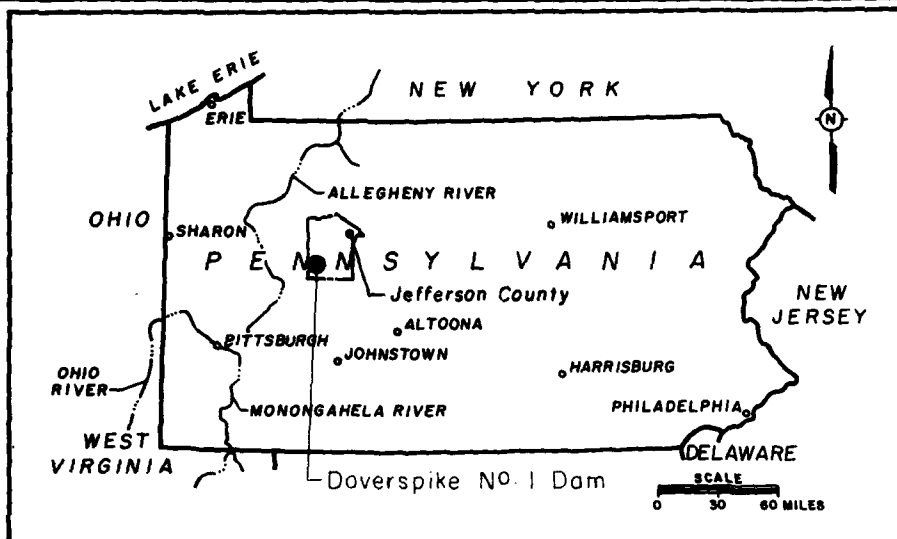 LAKE ERIE
ERIE
NEW YORK
N
ALLEGHENY RIVER
OHIO
SHARON
WILLIAMSPORT
PENNSYLVANIA
Jefferson County
NEW
JERSEY
ALTOONA
PITTSBURGH
JOHNSTOWN
OHIO
RIVER
HARRISBURG
MONONGAHELA RIVER
PHILADELPHIA
WEST
VIRGINIA
DELAWARE
Doverspike No. 1 Dam
SCALE
0 30 60 MILES